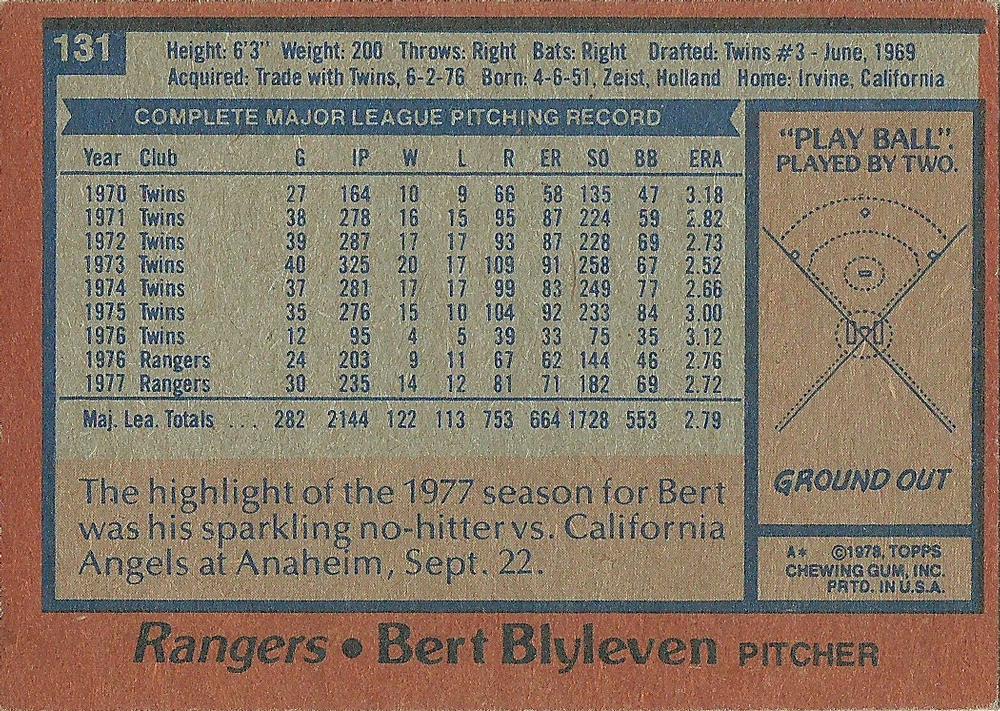 131
Height: 6'3" Weight: 200 Throws: Right Bats: Right Drafted: Twins #3 - June, 1969
Acquired: Trade with Twins, 6-2-76 Born: 4-6-51, Zeist, Holland Home: Irvine, California
COMPLETE MAJOR LEAGUE PITCHING RECORD
Year Club G IP W L R ER SO BB ERA
1970 Twins 27 164 10 9 66 58 135 47 3.18
1971 Twins 38 278 16 15 95 87 224 59 2.82
1972 Twins 39 287 17 17 93 87 228 69 2.73
1973 Twins 40 325 20 17 109 91 258 67 2.52
1974 Twins 37 281 17 17 99 83 249 77 2.66
1975 Twins 35 276 15 10 104 92 233 84 3.00
1976 Twins 12 95 4 5 39 33 75 35 3.12
1976 Rangers 24 203 9 11 67 62 144 46 2.76
1977 Rangers 30 235 14 12 81 71 182 69 2.72
Maj. Lea. Totals . . . 282 2144 122 113 753 664 1728 553 2.79
The highlight of the 1977 season for Bert
was his sparkling no-hitter vs. California
Angels at Anaheim, Sept. 22.
"PLAY BALL":
PLAYED BY TWO.
GROUND OUT
A* ©1978, TOPPS
CHEWING GUM, INC.
PRTD. IN U.S.A.
Rangers • Bert Blyleven PITCHER